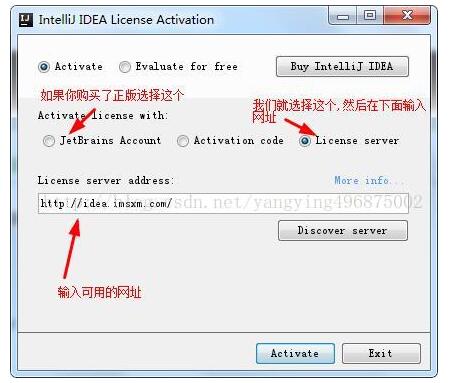 IntelliJ IDEA License Activation
Activate
Evaluate for free
Buy IntelliJ IDEA
如果你购买了正版选择这个
我们就选择这个,然后在下面输入
网址
Activate license with:
JetBrains Account
Activation code
License server
License server address:
More info...
http://idea.imsxm.com/
Discover server
输入可用的网址
Activate
Exit